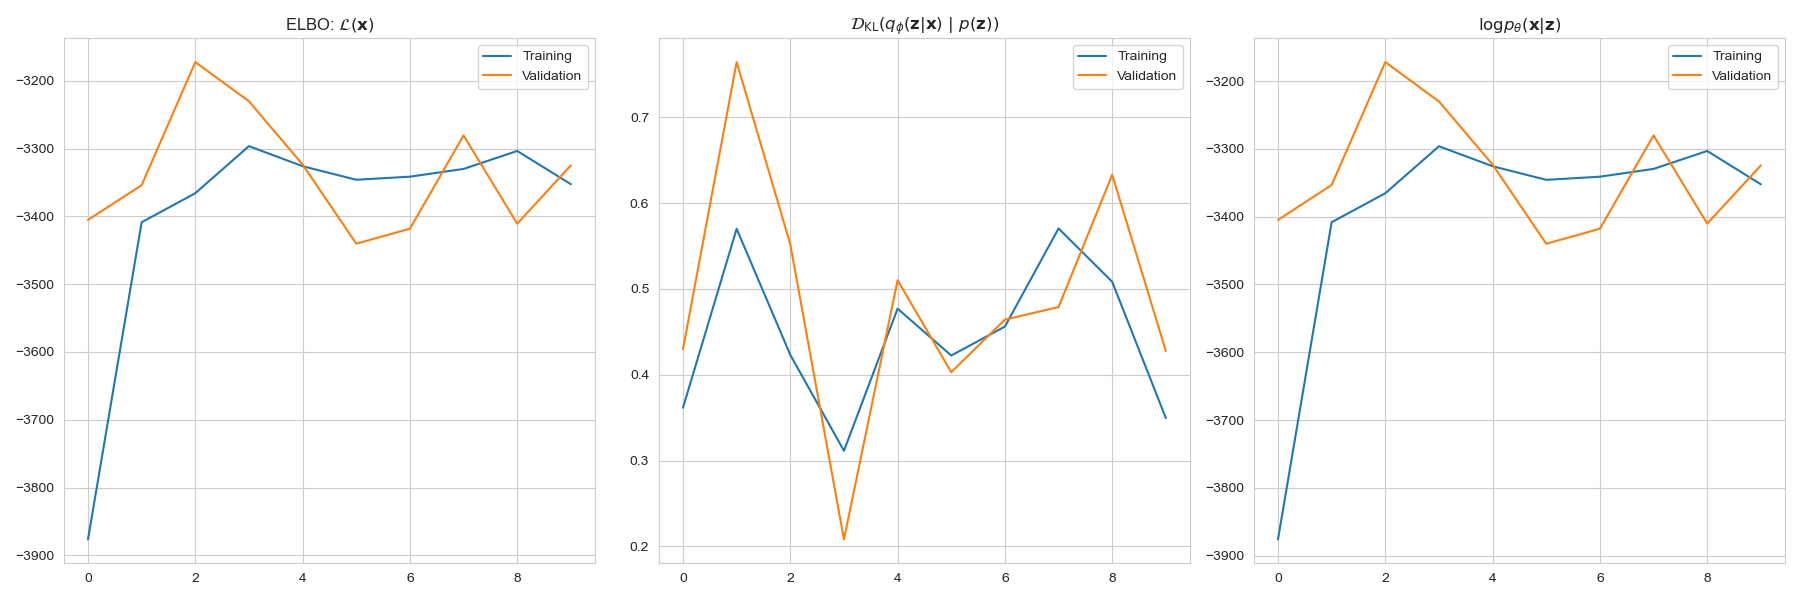 ELBO: ℒ(𝐱)
Training
Validation
−3200
−3300
−3400
−3500
−3600
−3700
−3800
−3900
0 2 4 6 8
𝒟KL(qϕ(𝐳|𝐱) | p(𝐳))
Training
Validation
0.7
0.6
0.5
0.4
0.3
0.2
0 2 4 6 8
logpθ(𝐱|𝐳)
Training
Validation
−3200
−3300
−3400
−3500
−3600
−3700
−3800
−3900
0 2 4 6 8